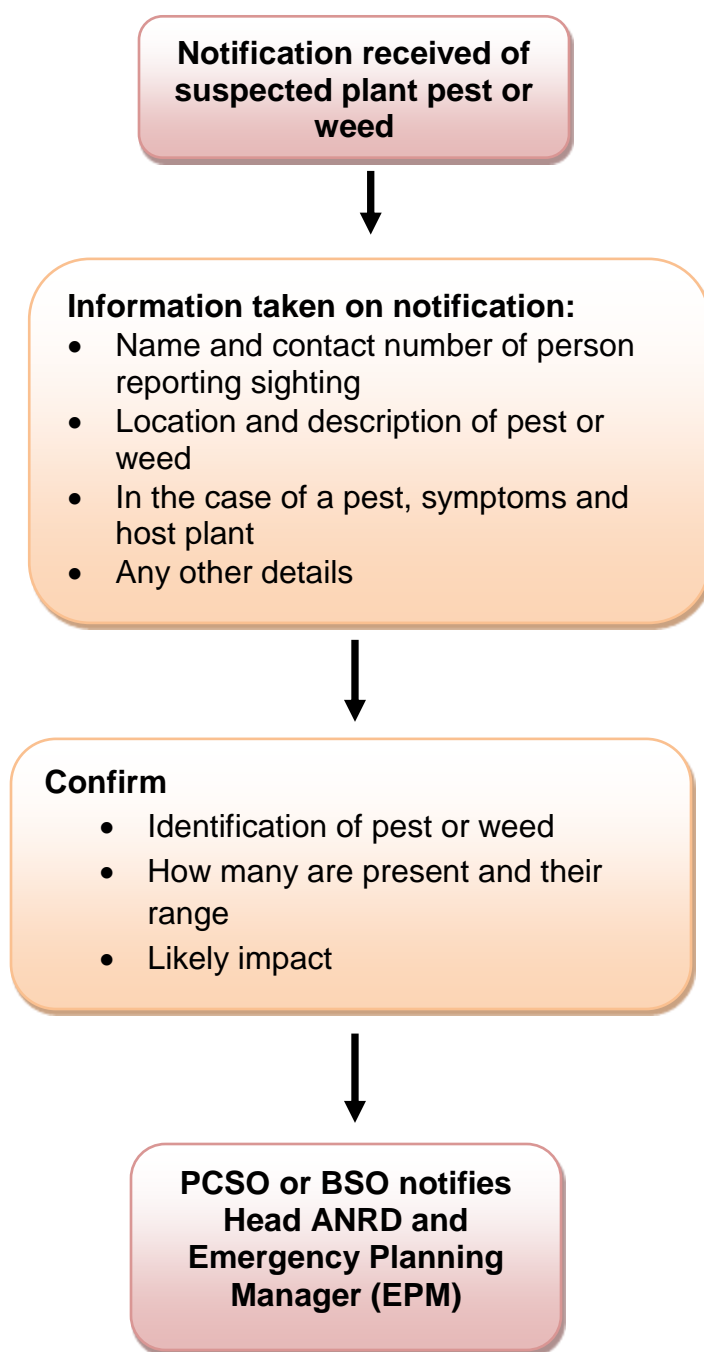 Notification received of
suspected plant pest or
weed
Information taken on notification:
• Name and contact number of person
reporting sighting
• Location and description of pest or
weed
• In the case of a pest, symptoms and
host plant
• Any other details
Confirm
• Identification of pest or weed
• How many are present and their
range
• Likely impact
PCSO or BSO notifies
Head ANRD and
Emergency Planning
Manager (EPM)